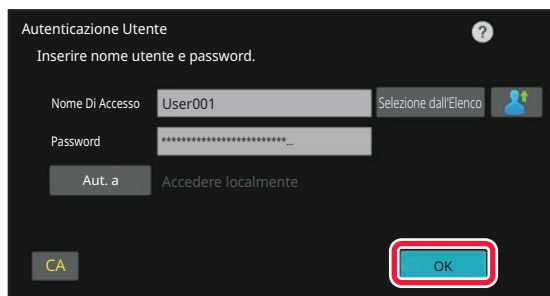 Autenticazione Utente
?
Inserire nome utente e password.
Nome Di Accesso User001 Selezione dall'Elenco
Password *************************...
Aut. a Accedere localmente
CA OK